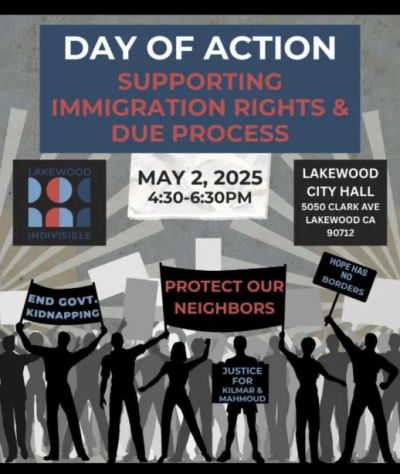 DAY OF ACTION
SUPPORTING
IMMIGRATION RIGHTS &
DUE PROCESS
LAKEWOOD
INDIVISIBLE
MAY 2, 2025
4:30-6:30PM
LAKEWOOD
CITY HALL
5050 CLARK AVE
LAKEWOOD CA
90712
END GOVT.
KIDNAPPING
PROTECT OUR
NEIGHBORS
HOPE HAS
NO
BORDERS
JUSTICE
FOR
KILMAR &
MAHMOUD